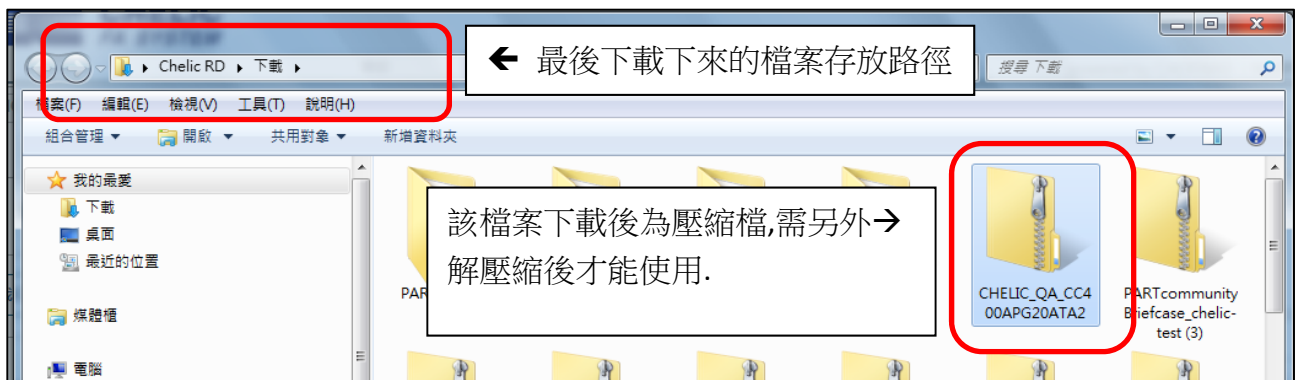 Chelic RD ▸ 下載 ▸
← 最後下載下來的檔案存放路徑
搜尋 下載
檔案(F) 編輯(E) 檢視(V) 工具(T) 說明(H)
組合管理 開啟 共用對象 新增資料夾
我的最愛
下載
桌面
最近的位置
媒體櫃
電腦
該檔案下載後為壓縮檔,需另外→
解壓縮後才能使用.
CHELIC_QA_CC4
00APG20ATA2
PARTcommunity
Briefcase_chelic-
test (3)